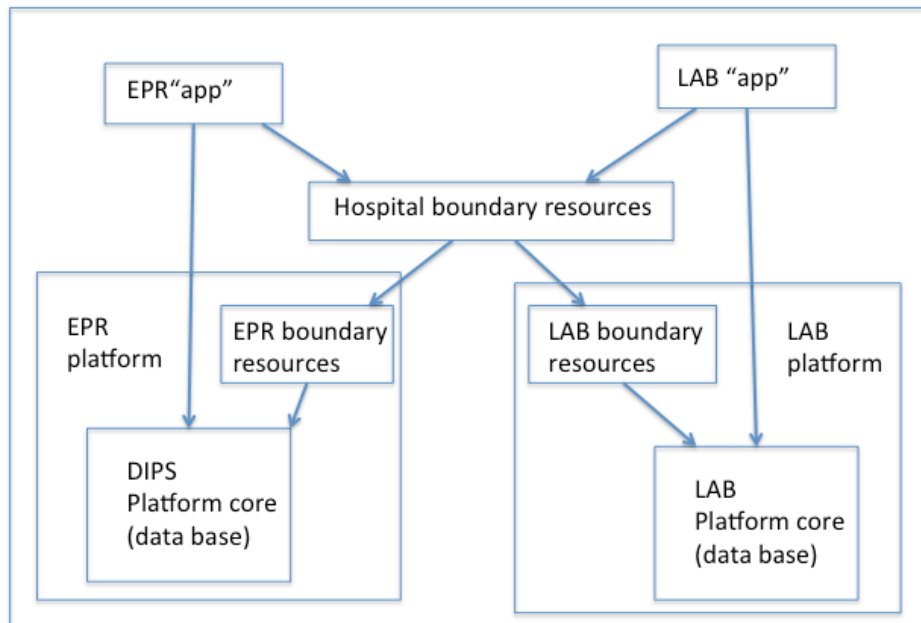 EPR“app”
LAB “app”
Hospital boundary resources
EPR
platform
EPR boundary
resources
LAB boundary
resources
LAB
platform
DIPS
Platform core
(data base)
LAB
Platform core
(data base)